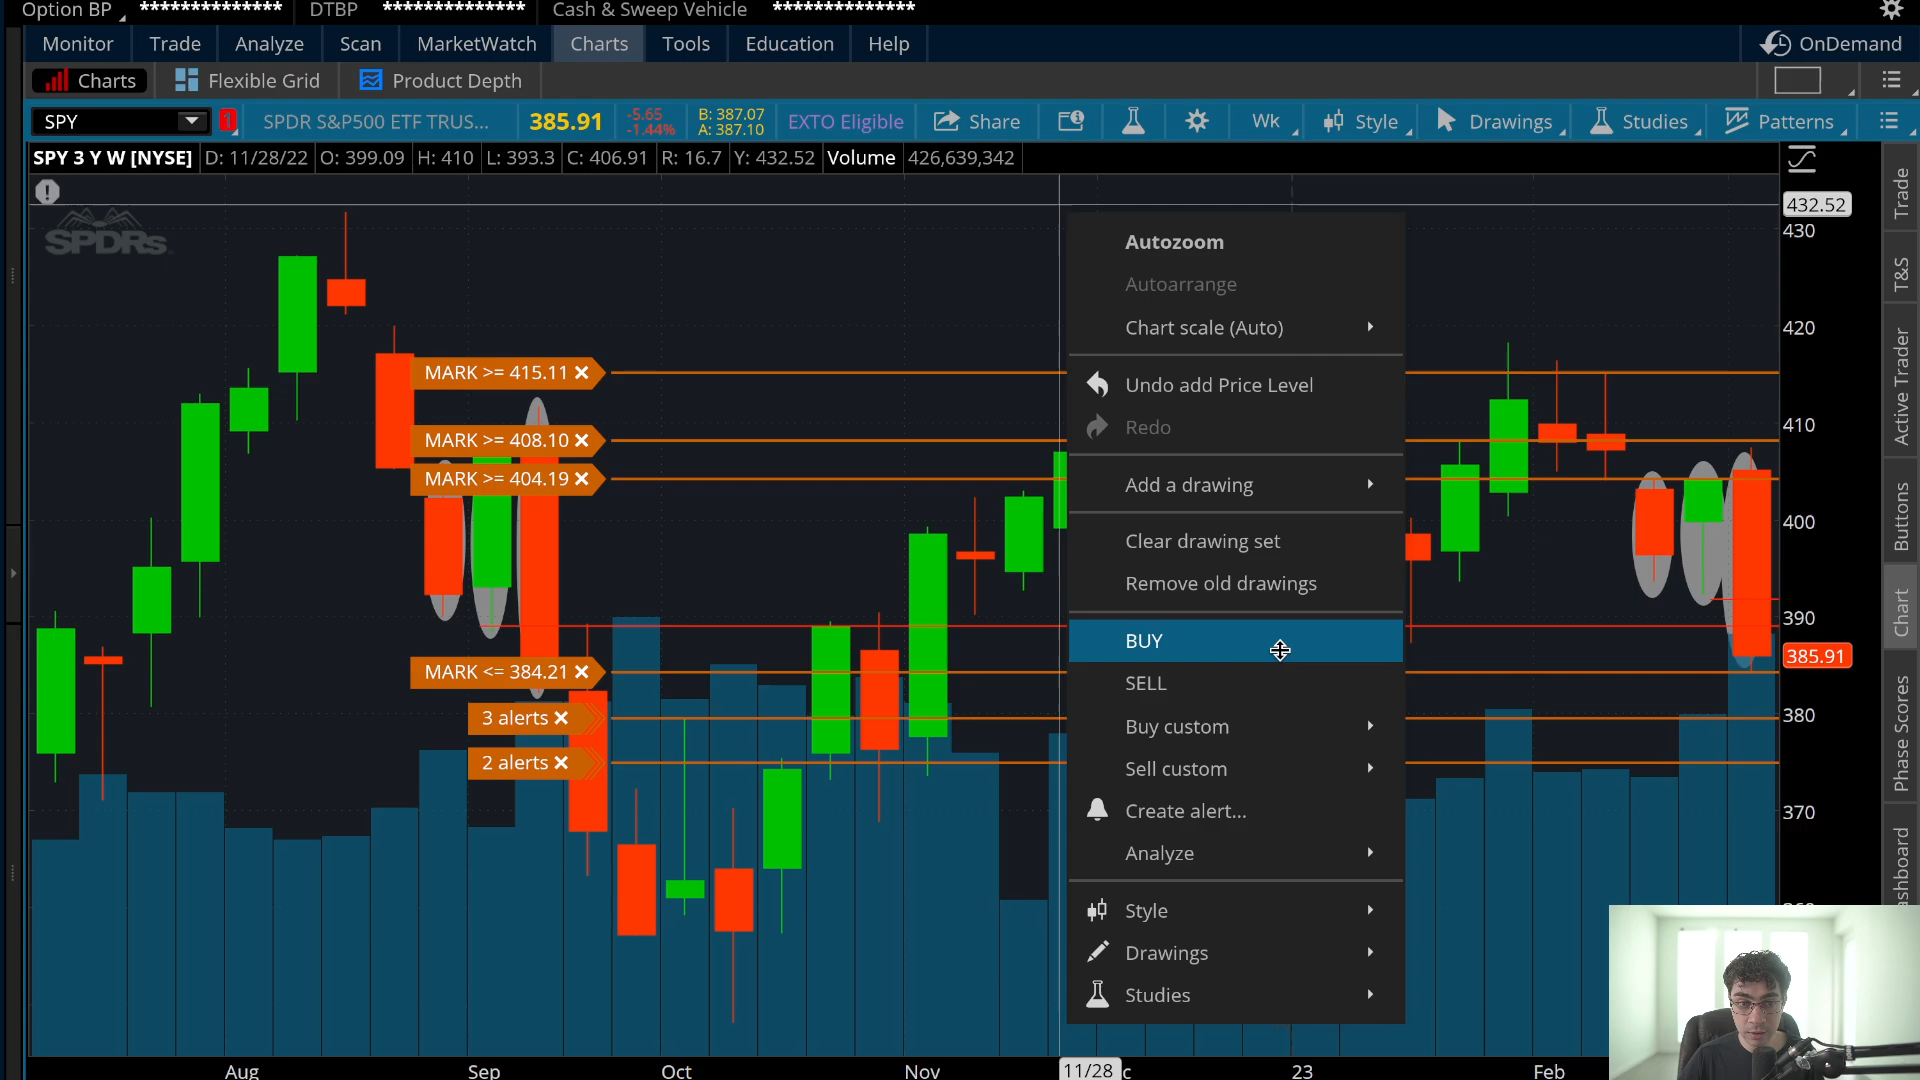 Option BP ************** DTBP ************** Cash & Sweep Vehicle **************
Monitor Trade Analyze Scan MarketWatch Charts Tools Education Help OnDemand
Charts Flexible Grid Product Depth
SPY 1 SPDR S&P500 ETF TRUS... 385.91 -5.65 -1.44% B: 387.07 A: 387.10 EXTO Eligible Share Wk Style Drawings Studies Patterns
SPY 3 Y W [NYSE] D: 11/28/22 O: 399.09 H: 410 L: 393.3 C: 406.91 R: 16.7 Y: 432.52 Volume 426,639,342
SPDRs
432.52
430
420
410
400
390
385.91
380
370
MARK >= 415.11
MARK >= 408.10
MARK >= 404.19
MARK <= 384.21
3 alerts
2 alerts
Autozoom
Autoarrange
Chart scale (Auto)
Undo add Price Level
Redo
Add a drawing
Clear drawing set
Remove old drawings
BUY
SELL
Buy custom
Sell custom
Create alert...
Analyze
Style
Drawings
Studies
Trade
T&S
Active Trader
Buttons
Chart
Phase Scores
Aug Sep Oct Nov 11/28 23 Feb